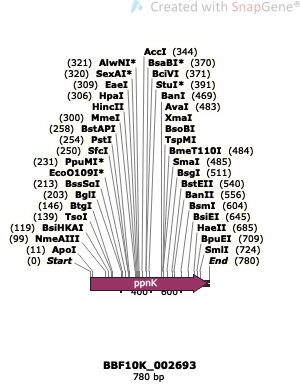 Created with SnapGene®
AccI (344)
(321) AlwNI* BsaBI* (370)
(320) SexAI* BciVI (371)
(309) EaeI StuI* (391)
(306) HpaI BanI (469)
HincII AvaI (483)
(300) MmeI XmaI
(258) BstAPI BsoBI
(254) PstI TspMI
(250) SfcI BmeT110I (484)
(231) PpuMI* SmaI (485)
EcoO109I* BsgI (511)
(213) BssSαI BstEII (540)
(203) BglI BanII (556)
(146) BtgI BsmI (604)
(139) TsoI BsiEI (645)
(119) BsiHKAI HaeII (685)
(99) NmeAIII BpuEI (709)
(11) ApoI SmlI (724)
(0) Start End (780)
ppnK
400 600
BBF10K_002693
780 bp